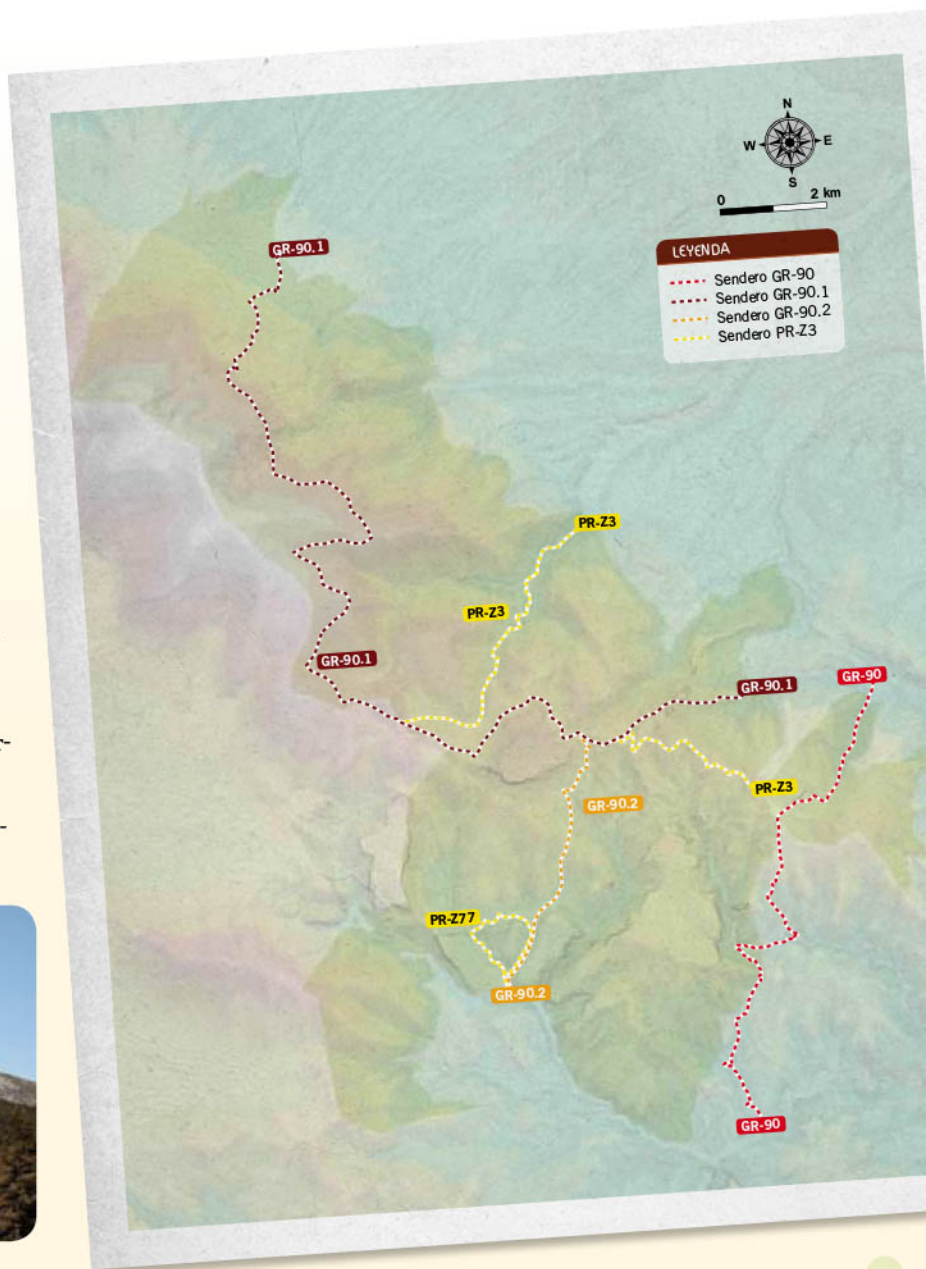 N
W
E
S
0 2 km
LEYENDA
Sendero GR-90
Sendero GR-90.1
Sendero GR-90.2
Sendero PR-Z3
GR-90.1
PR-Z3
PR-Z3
GR-90.1
GR-90.1
GR-90
PR-Z3
GR-90.2
PR-Z77
GR-90.2
GR-90